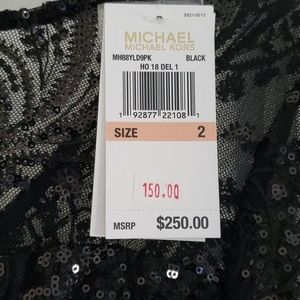 5821-0013
MICHAEL
MICHAEL KORS
MH88YLD9PK BLACK
HO 18 DEL 1
1 92877 22108 1
SIZE 2
150.00
MSRP $250.00